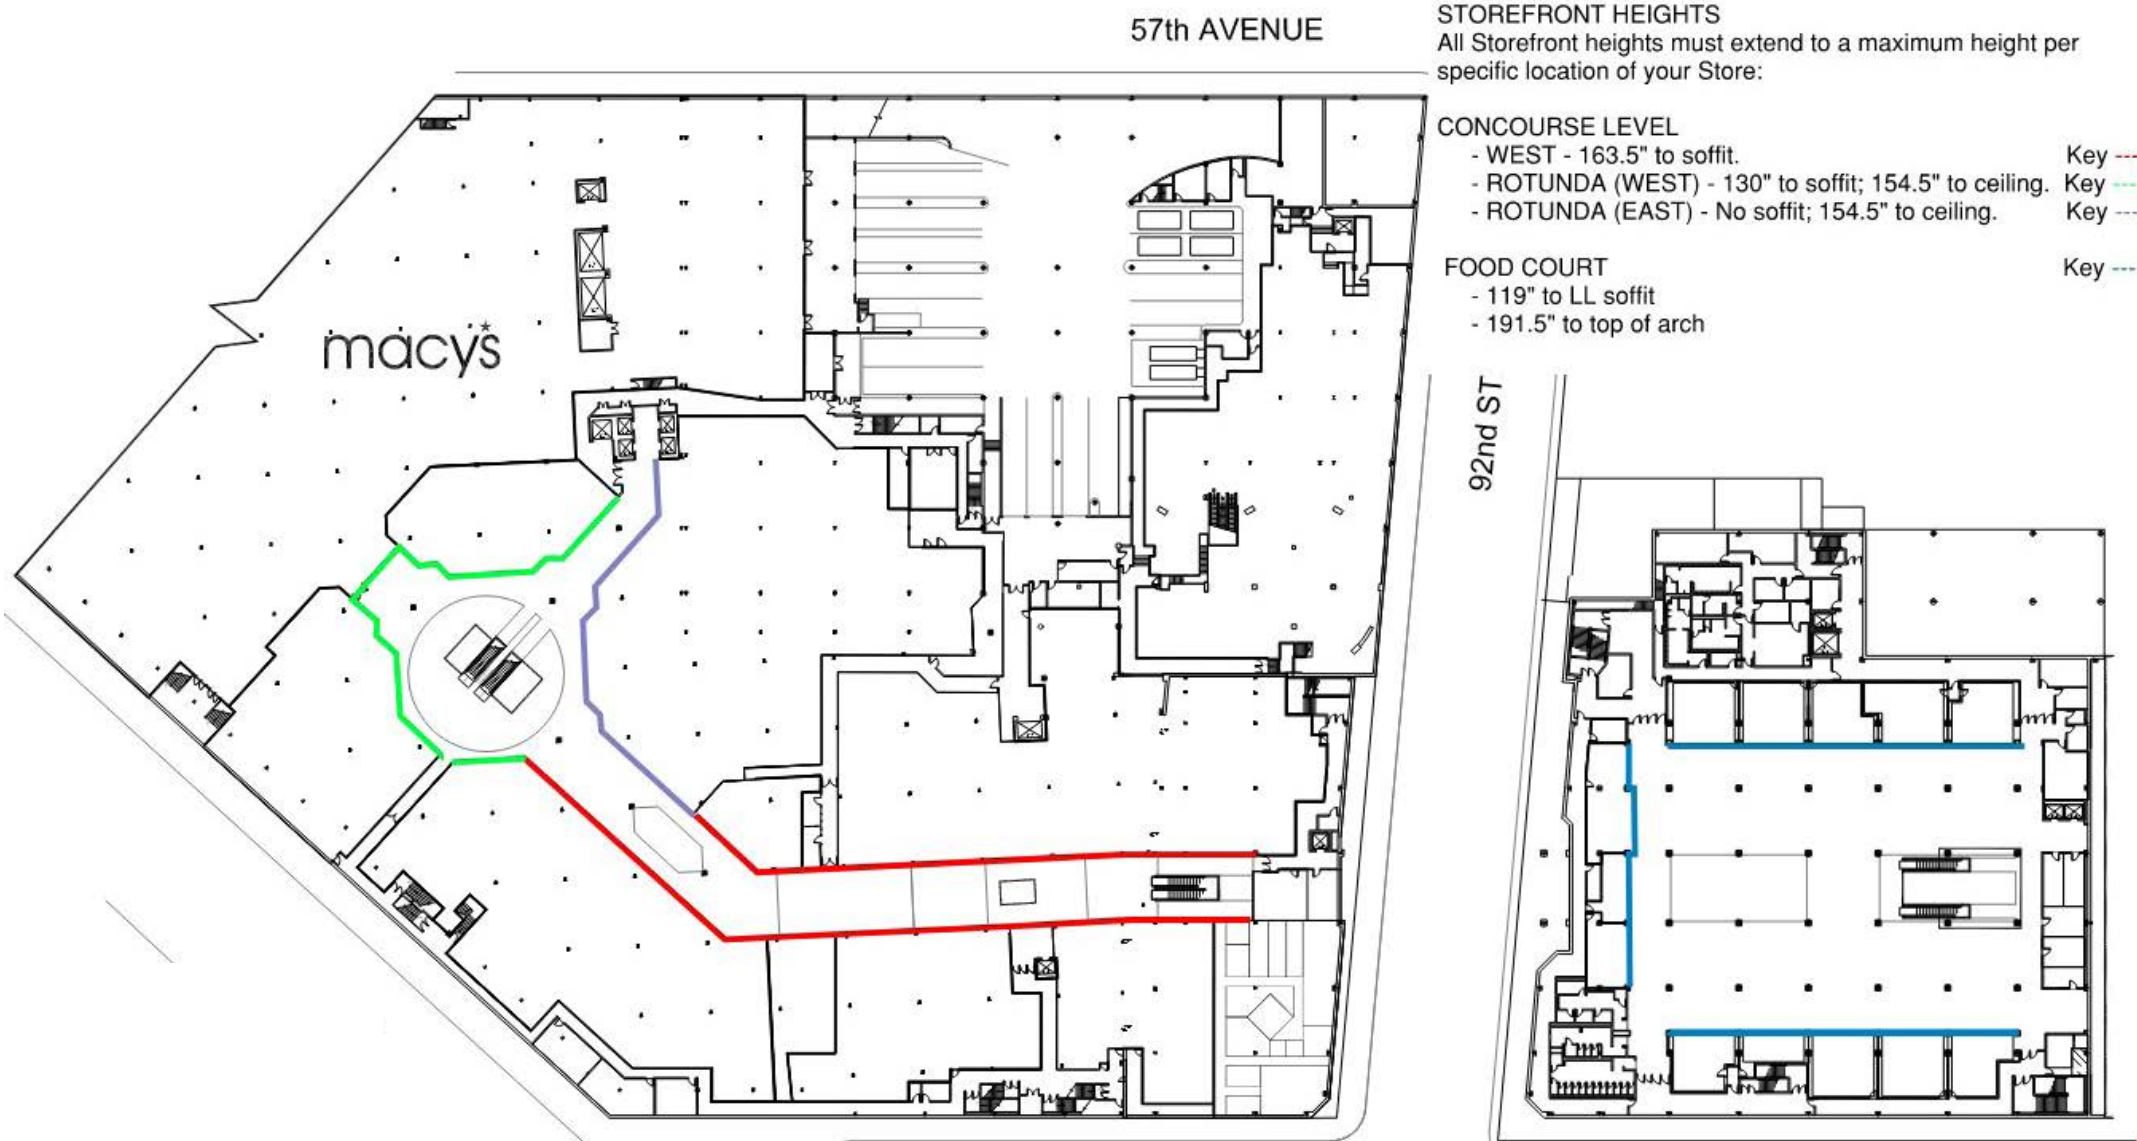 57th AVENUE
STOREFRONT HEIGHTS
All Storefront heights must extend to a maximum height per
specific location of your Store:
CONCOURSE LEVEL
- WEST - 163.5" to soffit. Key ---
- ROTUNDA (WEST) - 130" to soffit; 154.5" to ceiling. Key ---
- ROTUNDA (EAST) - No soffit; 154.5" to ceiling. Key ---
FOOD COURT Key ---
- 119" to LL soffit
- 191.5" to top of arch
macy's
92nd ST